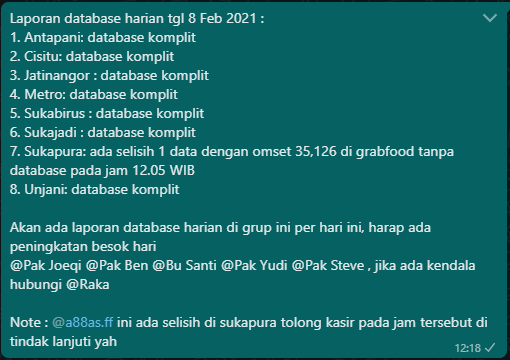 Laporan database harian tgl 8 Feb 2021 :
1. Antapani: database komplit
2. Cisitu: database komplit
3. Jatinangor : database komplit
4. Metro: database komplit
5. Sukabirus : database komplit
6. Sukajadi : database komplit
7. Sukapura: ada selisih 1 data dengan omset 35,126 di grabfood tanpa
database pada jam 12.05 WIB
8. Unjani: database komplit
Akan ada laporan database harian di grup ini per hari ini, harap ada
peningkatan besok hari
@Pak Joeqi @Pak Ben @Bu Santi @Pak Yudi @Pak Steve , jika ada kendala
hubungi @Raka
Note : @a88as.ff ini ada selisih di sukapura tolong kasir pada jam tersebut di
tindak lanjuti yah
12:18